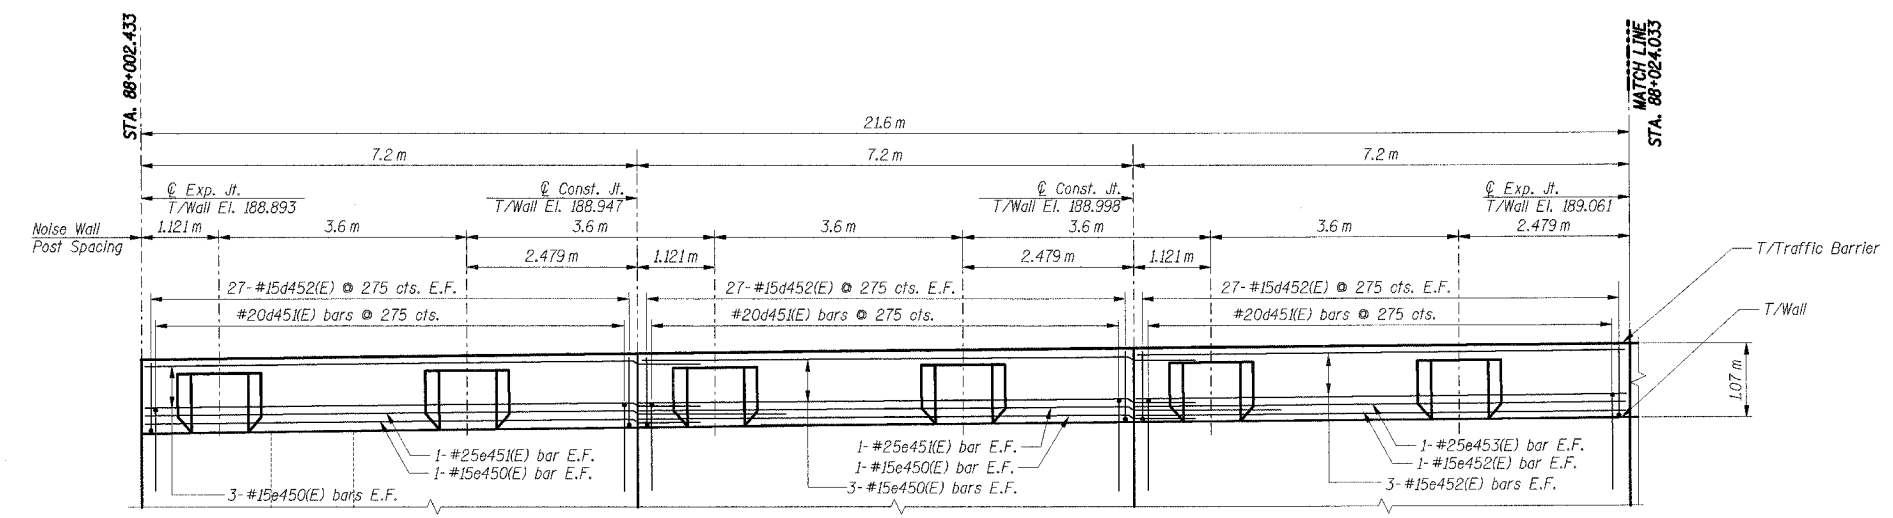 STA. 88+002.433
MATCH LINE
STA. 88+024.033
21.6 m
7.2 m
7.2 m
7.2 m
℄ Exp. Jt.
T/Wall El. 188.893
℄ Const. Jt.
T/Wall El. 188.947
℄ Const. Jt.
T/Wall El. 188.998
℄ Exp. Jt.
T/Wall El. 189.061
Noise Wall
Post Spacing
1.121 m
3.6 m
3.6 m
3.6 m
3.6 m
3.6 m
2.479 m
2.479 m
1.121 m
2.479 m
1.121 m
T/Traffic Barrier
27-#15d452(E) @ 275 cts. E.F.
27-#15d452(E) @ 275 cts. E.F.
27-#15d452(E) @ 275 cts. E.F.
#20d451(E) bars @ 275 cts.
#20d451(E) bars @ 275 cts.
#20d451(E) bars @ 275 cts.
T/Wall
1.07 m
1-#25e451(E) bar E.F.
1-#15e450(E) bar E.F.
3-#15e450(E) bars E.F.
1-#25e451(E) bar E.F.
1-#15e450(E) bar E.F.
3-#15e450(E) bars E.F.
1-#25e453(E) bar E.F.
1-#15e452(E) bar E.F.
3-#15e452(E) bars E.F.